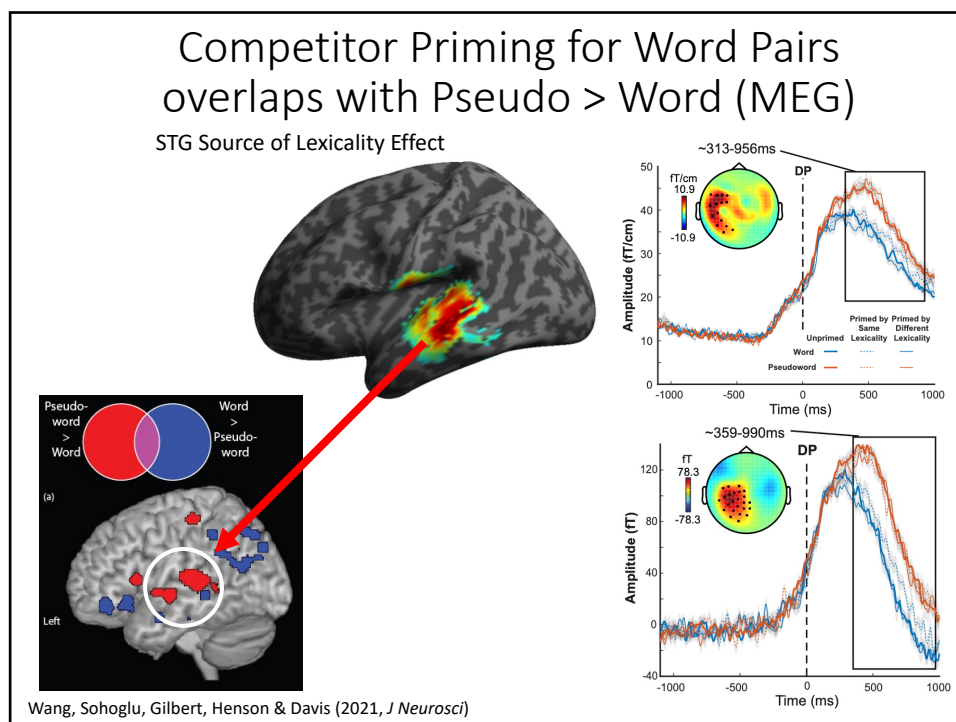 Competitor Priming for Word Pairs
overlaps with Pseudo > Word (MEG)
STG Source of Lexicality Effect
~313-956ms
DP
fT/cm
10.9
-10.9
Amplitude (fT/cm)
50
40
30
20
10
0
Unprimed
Primed by
Same
Lexicality
Primed by
Different
Lexicality
Word
Pseudoword
-1000 -500 0 500 1000
Time (ms)
Pseudo-
word
>
Word
Word
>
Pseudo-
word
(a)
Left
~359-990ms
DP
fT
78.3
-78.3
Amplitude (fT)
120
80
40
0
-40
-1000 -500 0 500 1000
Time (ms)
Wang, Sohoglu, Gilbert, Henson & Davis (2021, J Neurosci)